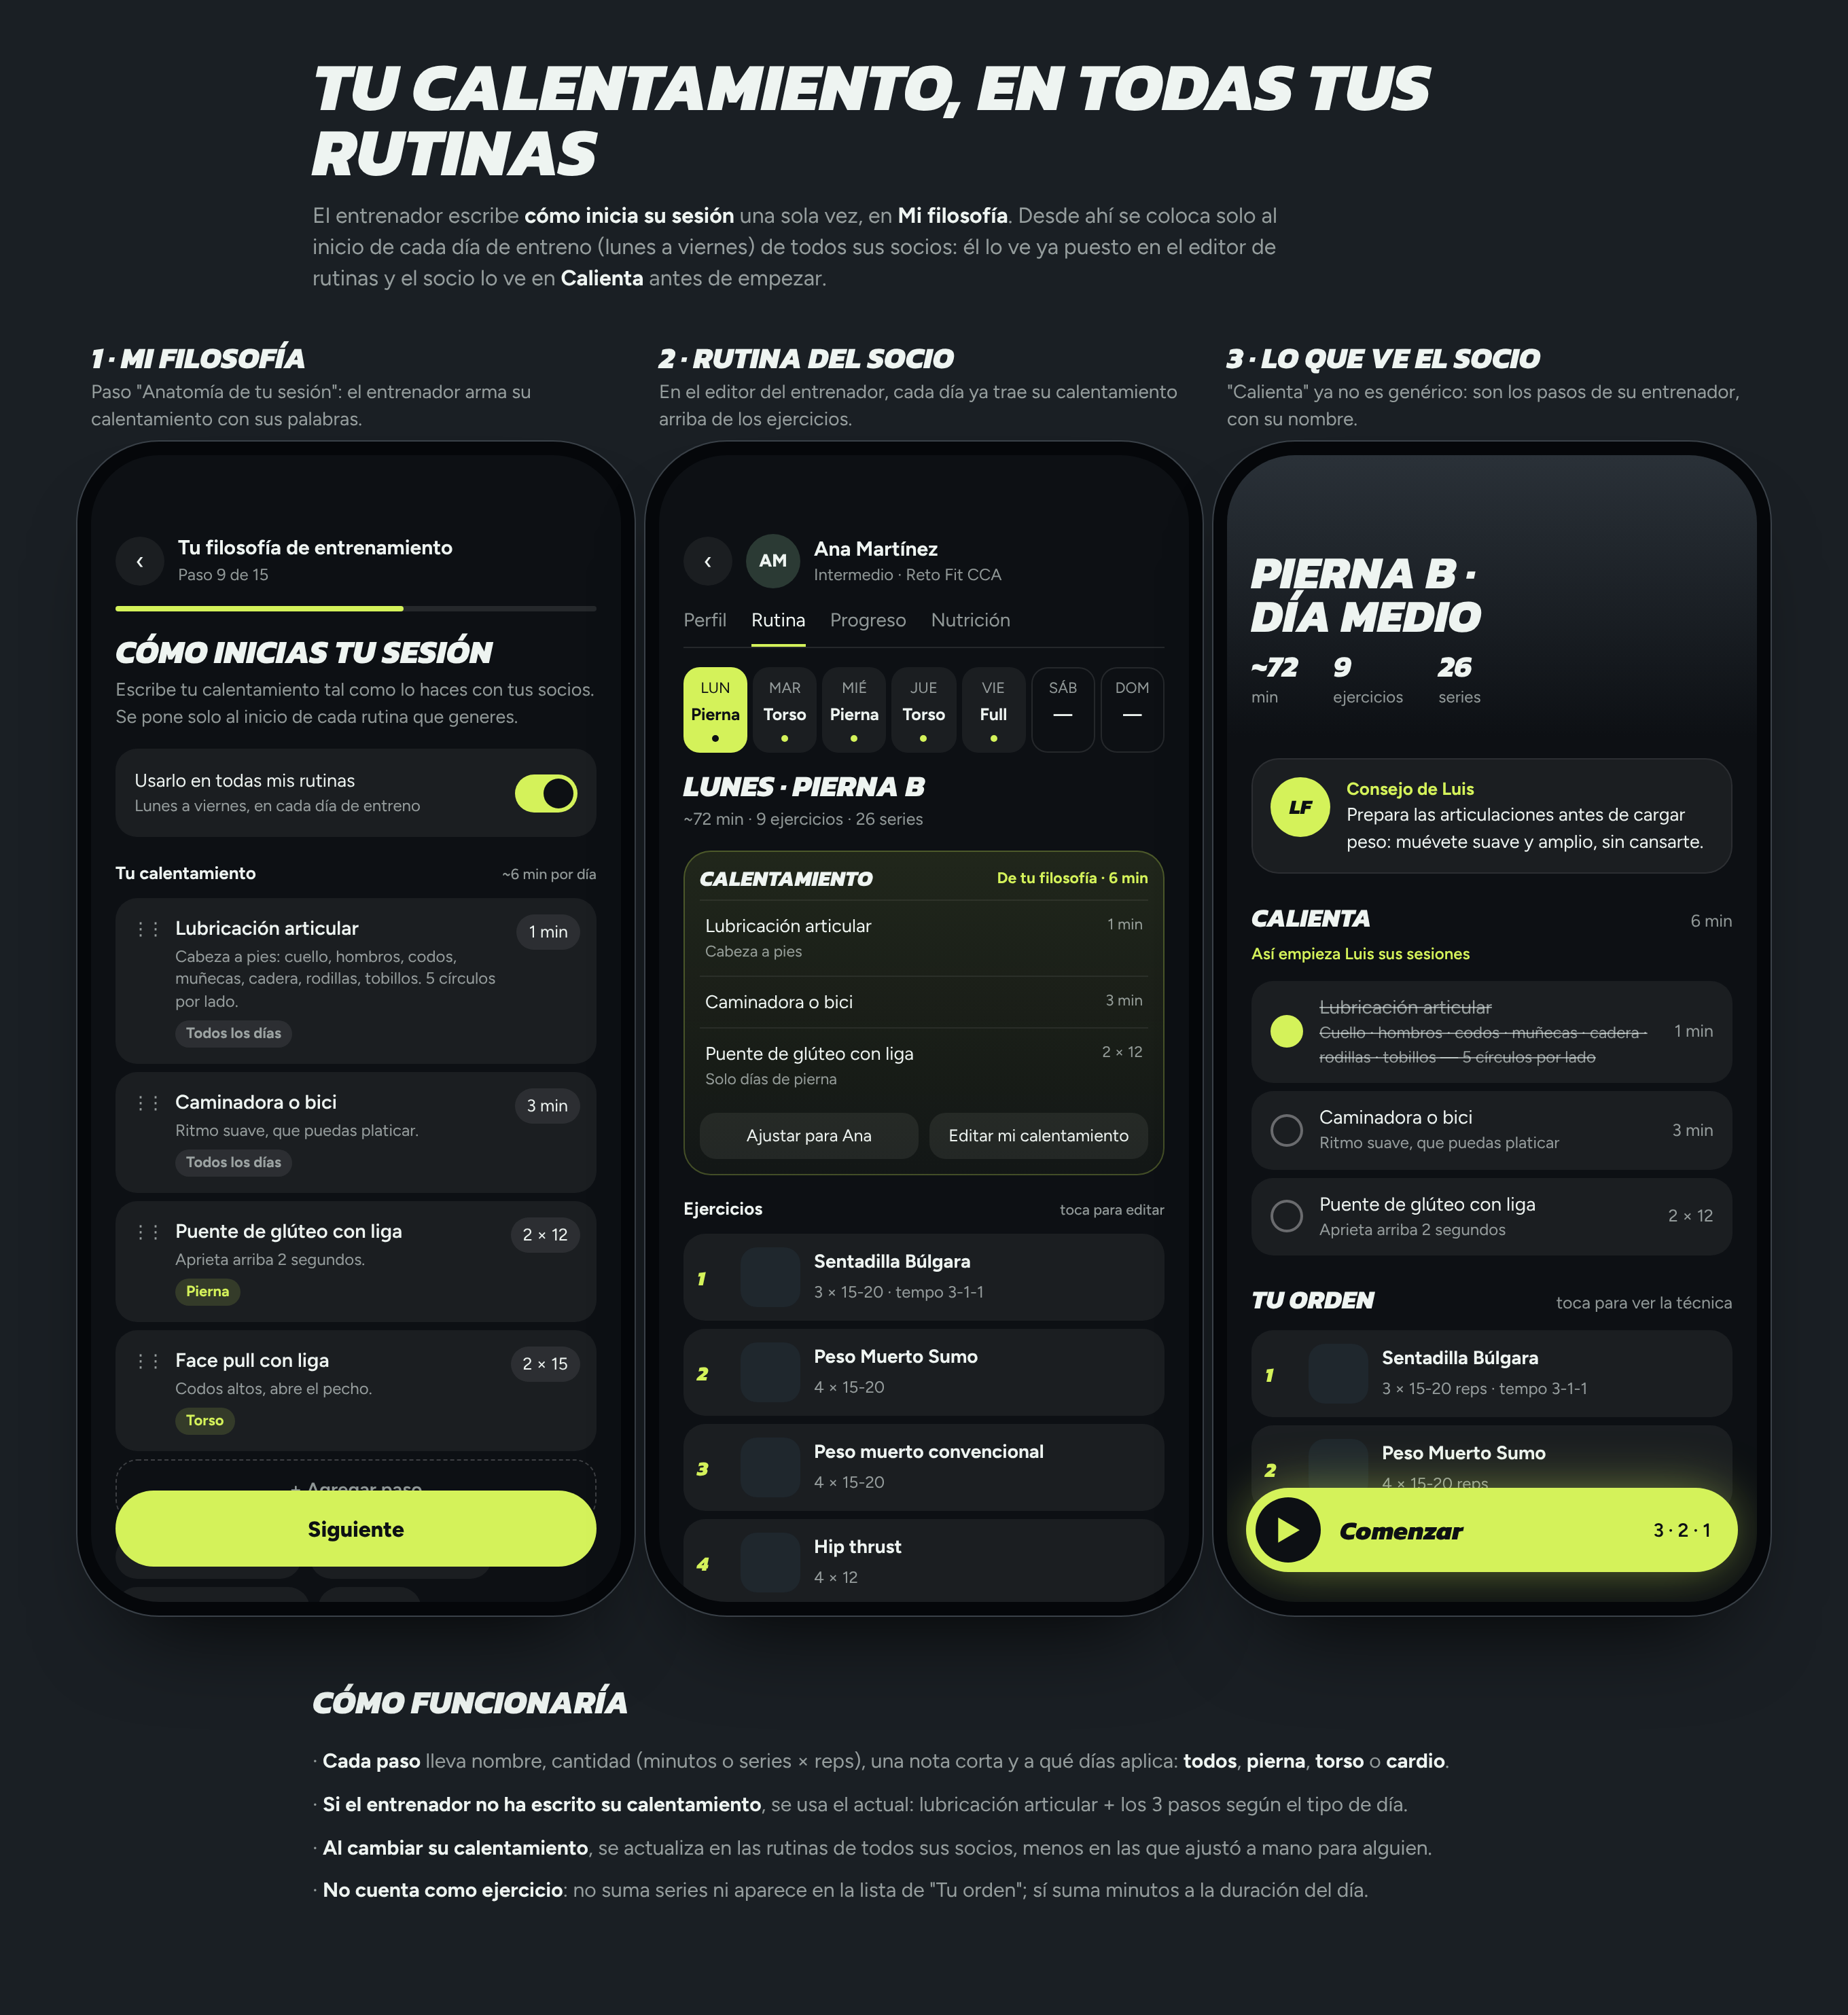 TU CALENTAMIENTO, EN TODAS TUS
RUTINAS
El entrenador escribe cómo inicia su sesión una sola vez, en Mi filosofía. Desde ahí se coloca solo al
inicio de cada día de entreno (lunes a viernes) de todos sus socios: él lo ve ya puesto en el editor de
rutinas y el socio lo ve en Calienta antes de empezar.
1 · MI FILOSOFÍA
Paso "Anatomía de tu sesión": el entrenador arma su
calentamiento con sus palabras.
‹
Tu filosofía de entrenamiento
Paso 9 de 15
CÓMO INICIAS TU SESIÓN
Escribe tu calentamiento tal como lo haces con tus socios.
Se pone solo al inicio de cada rutina que generes.
Usarlo en todas mis rutinas
Lunes a viernes, en cada día de entreno
Tu calentamiento
~6 min por día
Lubricación articular
1 min
Cabeza a pies: cuello, hombros, codos,
muñecas, cadera, rodillas, tobillos. 5 círculos
por lado.
Todos los días
Caminadora o bici
3 min
Ritmo suave, que puedas platicar.
Todos los días
Puente de glúteo con liga
2 × 12
Aprieta arriba 2 segundos.
Pierna
Face pull con liga
2 × 15
Codos altos, abre el pecho.
Torso
+ Agregar paso
Siguiente
2 · RUTINA DEL SOCIO
En el editor del entrenador, cada día ya trae su calentamiento
arriba de los ejercicios.
‹
AM
Ana Martínez
Intermedio · Reto Fit CCA
Perfil Rutina Progreso Nutrición
LUN MAR MIÉ JUE VIE SÁB DOM
Pierna Torso Pierna Torso Full — —
LUNES · PIERNA B
~72 min · 9 ejercicios · 26 series
CALENTAMIENTO
De tu filosofía · 6 min
Lubricación articular
1 min
Cabeza a pies
Caminadora o bici
3 min
Puente de glúteo con liga
2 × 12
Solo días de pierna
Ajustar para Ana
Editar mi calentamiento
Ejercicios
toca para editar
1
Sentadilla Búlgara
3 × 15-20 · tempo 3-1-1
2
Peso Muerto Sumo
4 × 15-20
3
Peso muerto convencional
4 × 15-20
4
Hip thrust
4 × 12
3 · LO QUE VE EL SOCIO
"Calienta" ya no es genérico: son los pasos de su entrenador,
con su nombre.
PIERNA B ·
DÍA MEDIO
~72 9 26
min ejercicios series
LF
Consejo de Luis
Prepara las articulaciones antes de cargar
peso: muévete suave y amplio, sin cansarte.
CALIENTA
6 min
Así empieza Luis sus sesiones
Lubricación articular
Cuello · hombros · codos · muñecas · cadera ·
rodillas · tobillos — 5 círculos por lado
1 min
Caminadora o bici
Ritmo suave, que puedas platicar
3 min
Puente de glúteo con liga
Aprieta arriba 2 segundos
2 × 12
TU ORDEN
toca para ver la técnica
1
Sentadilla Búlgara
3 × 15-20 reps · tempo 3-1-1
2
Peso Muerto Sumo
4 × 15-20 reps
Comenzar
3 · 2 · 1
CÓMO FUNCIONARÍA
· Cada paso lleva nombre, cantidad (minutos o series × reps), una nota corta y a qué días aplica: todos, pierna, torso o cardio.
· Si el entrenador no ha escrito su calentamiento, se usa el actual: lubricación articular + los 3 pasos según el tipo de día.
· Al cambiar su calentamiento, se actualiza en las rutinas de todos sus socios, menos en las que ajustó a mano para alguien.
· No cuenta como ejercicio: no suma series ni aparece en la lista de "Tu orden"; sí suma minutos a la duración del día.